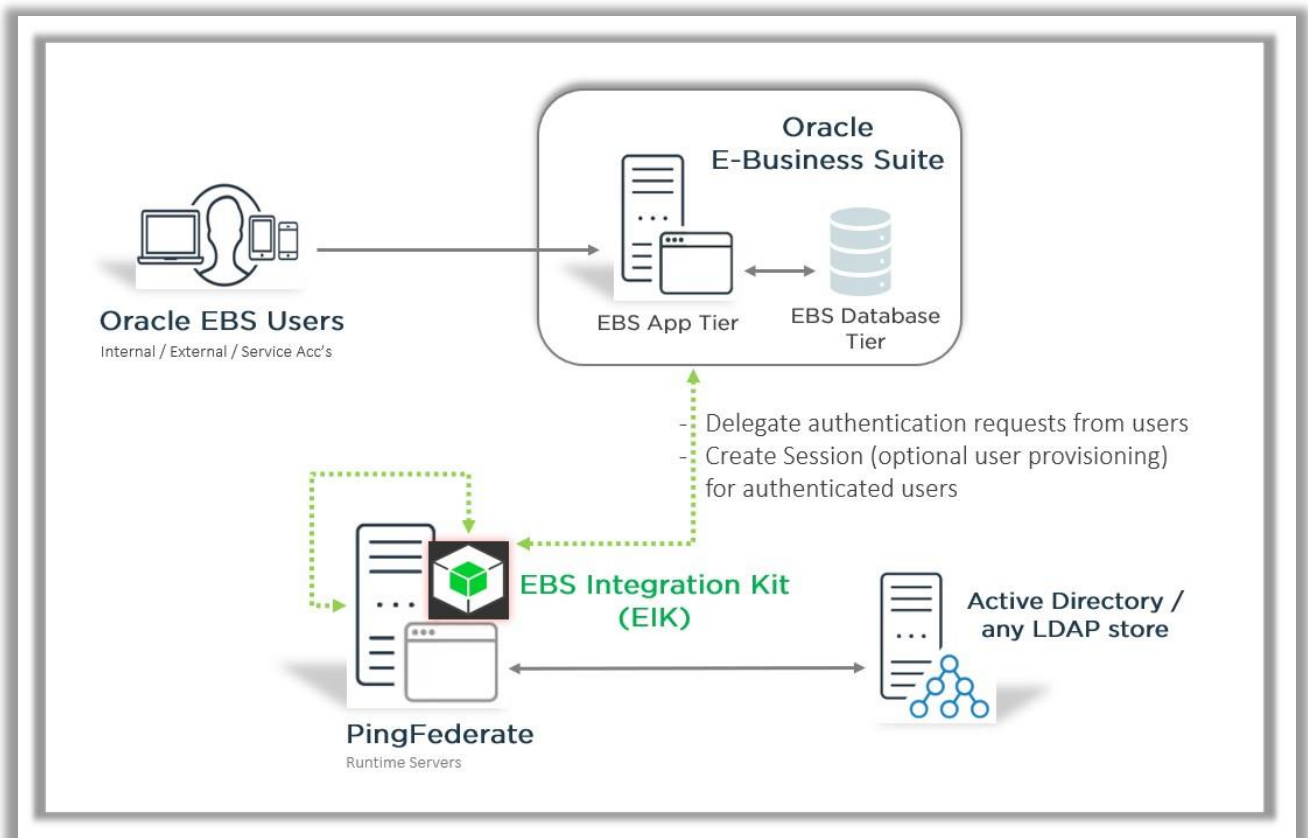 Oracle
E-Business Suite
EBS App Tier
EBS Database
Tier
Oracle EBS Users
Internal / External / Service Acc's
- Delegate authentication requests from users
- Create Session (optional user provisioning)
for authenticated users
EBS Integration Kit
(EIK)
Active Directory /
any LDAP store
PingFederate
Runtime Servers